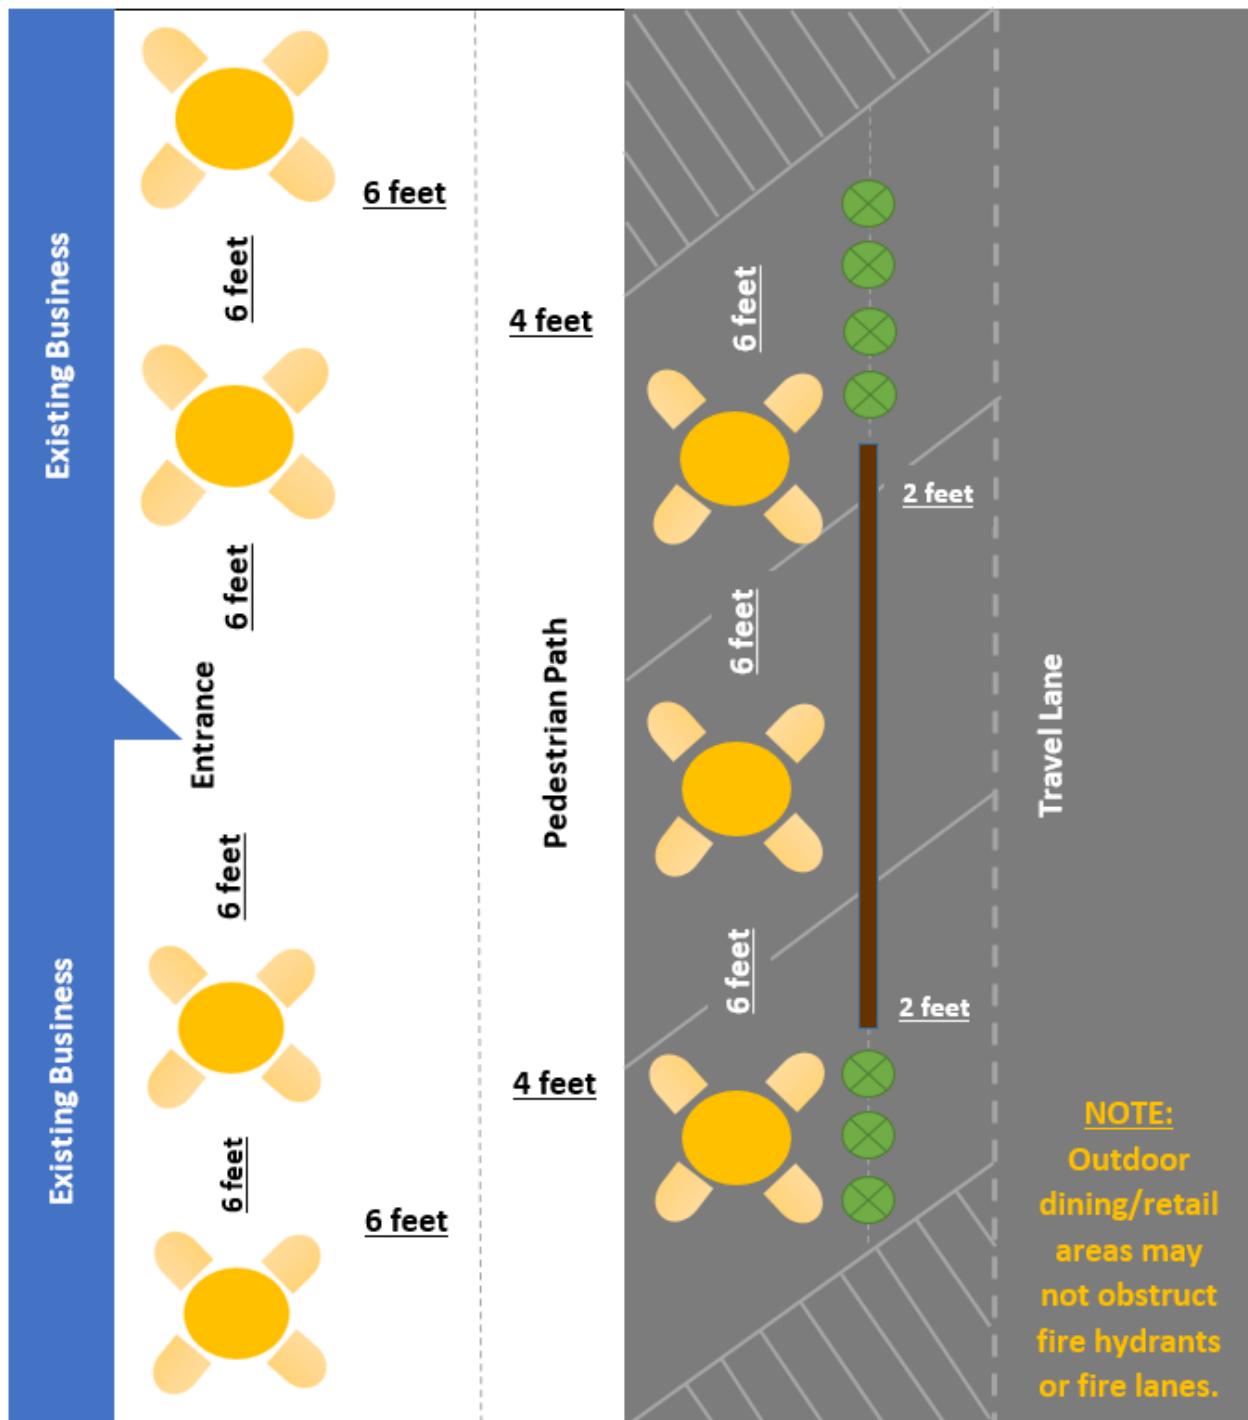 Existing Business
6 feet
6 feet
6 feet
4 feet
6 feet
2 feet
6 feet
Entrance
Pedestrian Path
Travel Lane
6 feet
6 feet
2 feet
Existing Business
4 feet
6 feet
6 feet
NOTE:
Outdoor
dining/retail
areas may
not obstruct
fire hydrants
or fire lanes.